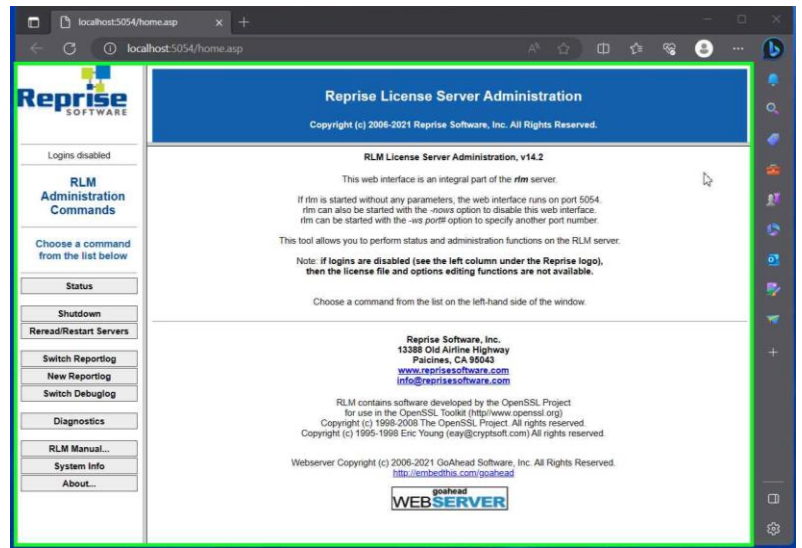 localhost:5054/home.asp
localhost:5054/home.asp
Reprise
SOFTWARE
Logins disabled
RLM
Administration
Commands
Choose a command
from the list below
Status
Shutdown
Reread/Restart Servers
Switch Reportlog
New Reportlog
Switch Debuglog
Diagnostics
RLM Manual...
System Info
About...
Reprise License Server Administration
Copyright (c) 2006-2021 Reprise Software, Inc. All Rights Reserved.
RLM License Server Administration, v14.2
This web interface is an integral part of the rlm server.
If rlm is started without any parameters, the web interface runs on port 5054.
rlm can also be started with the -nows option to disable this web interface.
rlm can be started with the -ws port# option to specify another port number.
This tool allows you to perform status and administration functions on the RLM server.
Note: if logins are disabled (see the left column under the Reprise logo),
then the license file and options editing functions are not available.
Choose a command from the list on the left-hand side of the window.
Reprise Software, Inc.
13388 Old Airline Highway
Paicines, CA 95043
www.reprisesoftware.com
info@reprisesoftware.com
RLM contains software developed by the OpenSSL Project
for use in the OpenSSL Toolkit (http//www.openssl.org)
Copyright (c) 1998-2008 The OpenSSL Project. All rights reserved.
Copyright (c) 1995-1998 Eric Young (eay@cryptsoft.com) All rights reserved.
Webserver Copyright (c) 2006-2021 GoAhead Software, Inc. All Rights Reserved.
http://embedthis.com/goahead
goahead
WEBSERVER